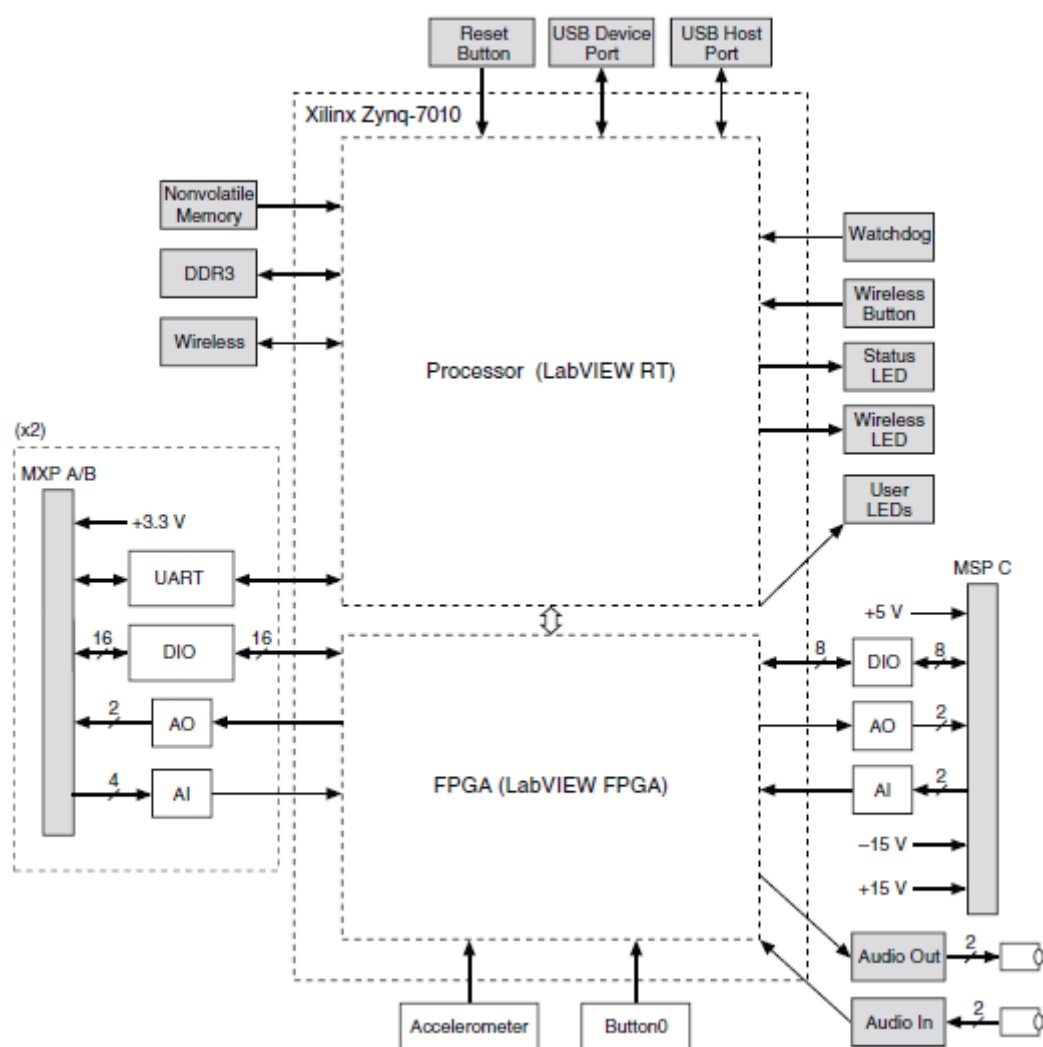 Reset
Button
USB Device
Port
USB Host
Port
Xilinx Zynq-7010
Nonvolatile
Memory
DDR3
Wireless
Processor (LabVIEW RT)
Watchdog
Wireless
Button
Status
LED
Wireless
LED
User
LEDs
(x2)
MXP A/B
+3.3 V
UART
16
DIO
16
2
AO
4
AI
FPGA (LabVIEW FPGA)
MSP C
+5 V
8
DIO
8
AO
2
AI
2
–15 V
+15 V
Audio Out
2
Audio In
2
Accelerometer
Button0